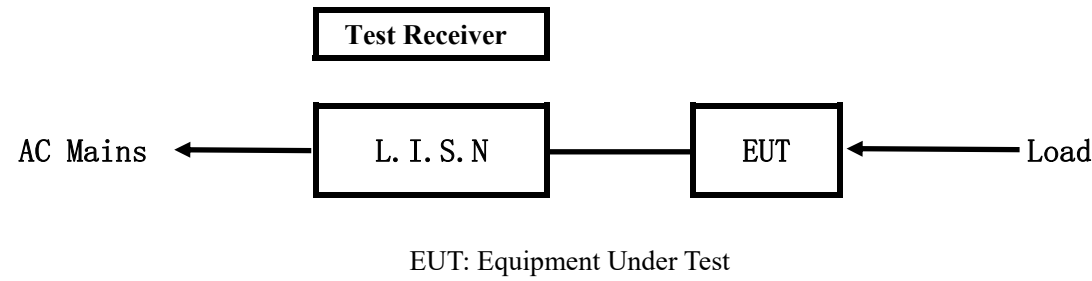 Test Receiver
AC Mains L.I.S.N EUT Load
EUT: Equipment Under Test